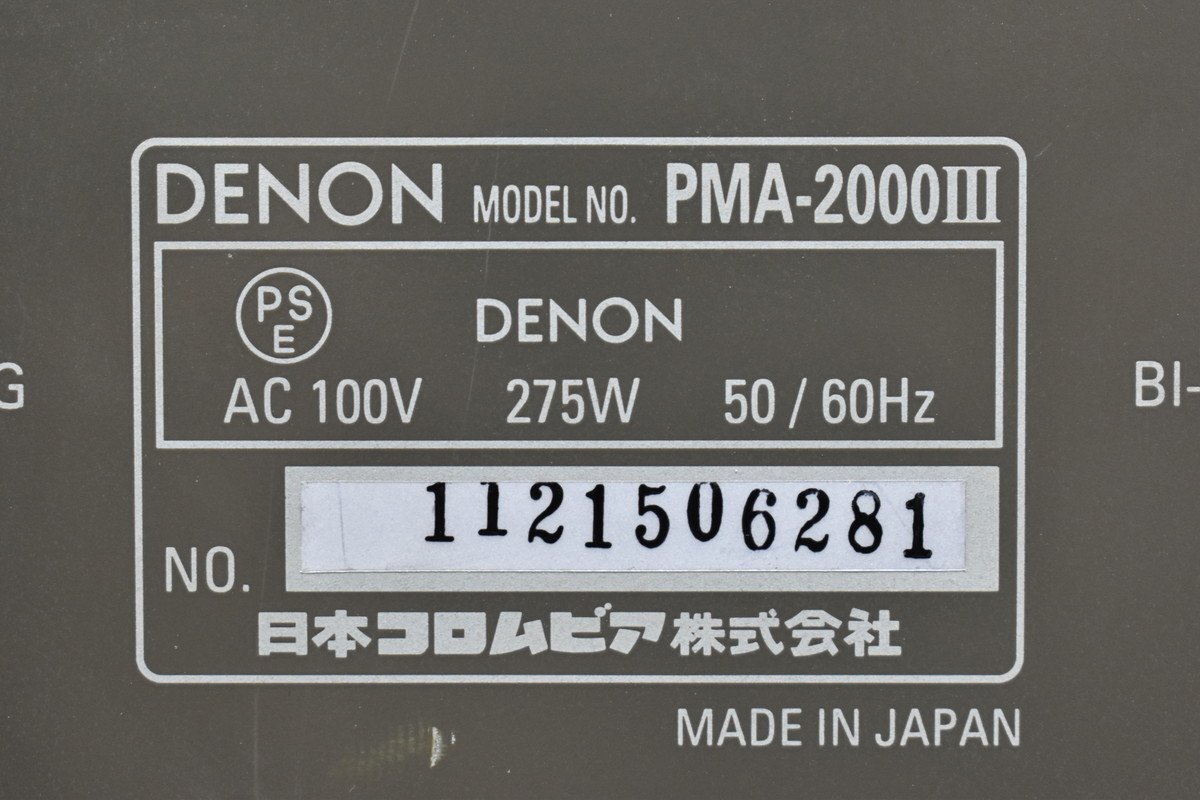 DENON MODEL NO. PMA-2000III
PSE
DENON
AC 100V 275W 50 / 60Hz
G
BI-
NO. 1121506281
日本コロムビア株式会社
MADE IN JAPAN